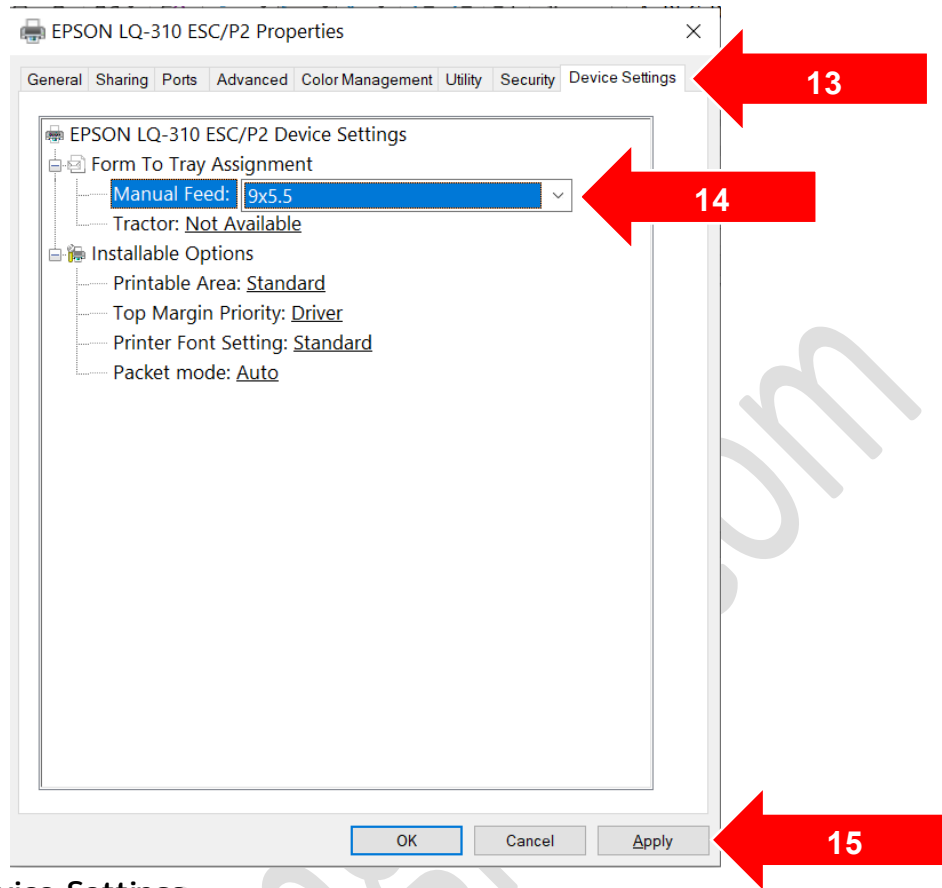 EPSON LQ-310 ESC/P2 Properties
General Sharing Ports Advanced Color Management Utility Security Device Settings
13
EPSON LQ-310 ESC/P2 Device Settings
Form To Tray Assignment
Manual Feed: 9x5.5
14
Tractor: Not Available
Installable Options
Printable Area: Standard
Top Margin Priority: Driver
Printer Font Setting: Standard
Packet mode: Auto
OK Cancel Apply
15